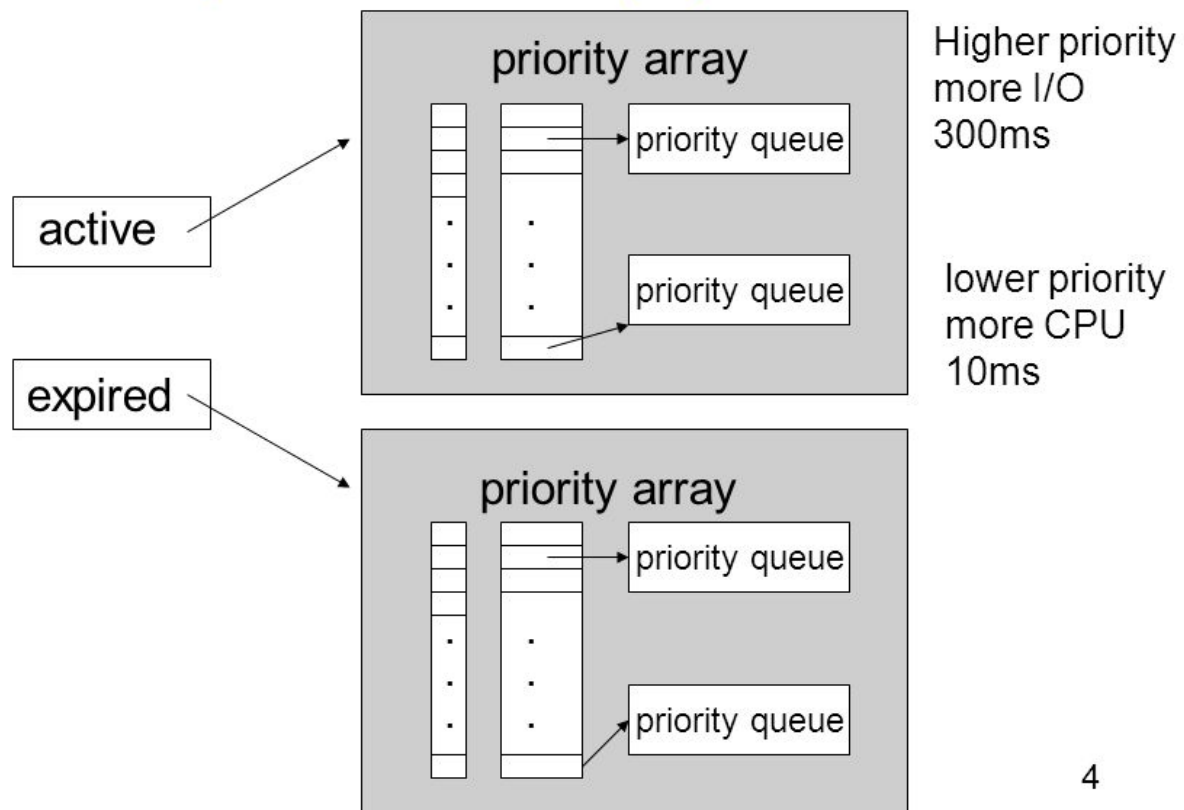 priority array
Higher priority
more I/O
300ms
priority queue
active
priority queue
lower priority
more CPU
10ms
expired
priority array
priority queue
priority queue
4